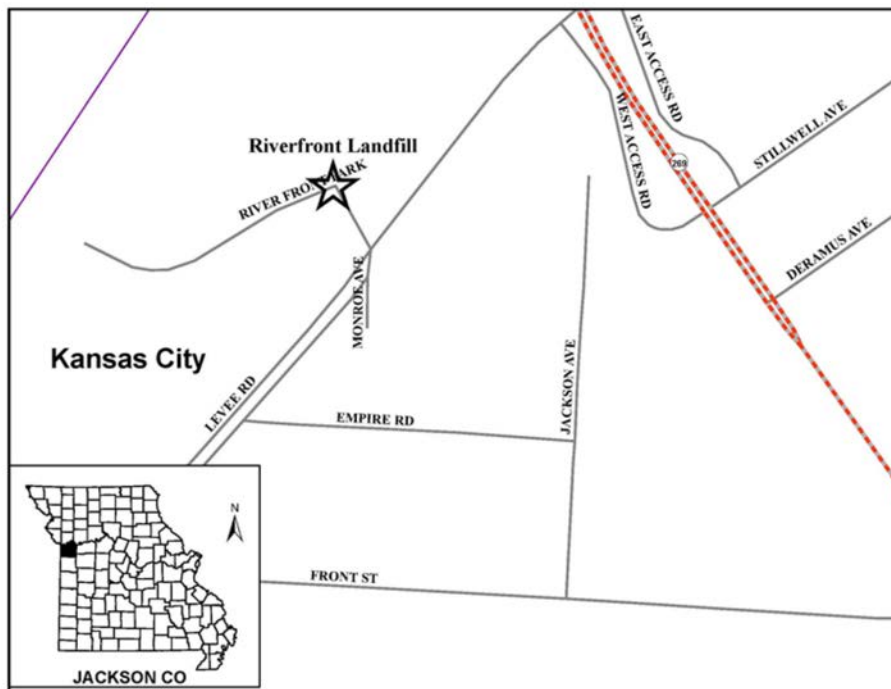 EAST ACCESS RD
WEST ACCESS RD
STILLWELL AVE
Riverfront Landfill
269
RIVER FRONT PARK
DERAMUS AVE
MONROE AVE
Kansas City
JACKSON AVE
LEVEE RD
EMPIRE RD
N
FRONT ST
JACKSON CO